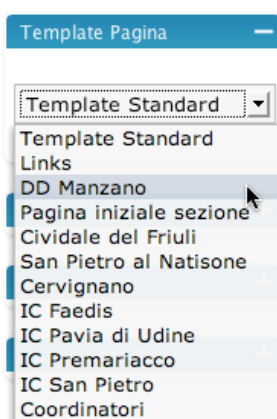 Template Pagina
Template Standard
Template Standard
Links
DD Manzano
Pagina iniziale sezione
Cividale del Friuli
San Pietro al Natisone
Cervignano
IC Faedis
IC Pavia di Udine
IC Premariacco
IC San Pietro
Coordinatori